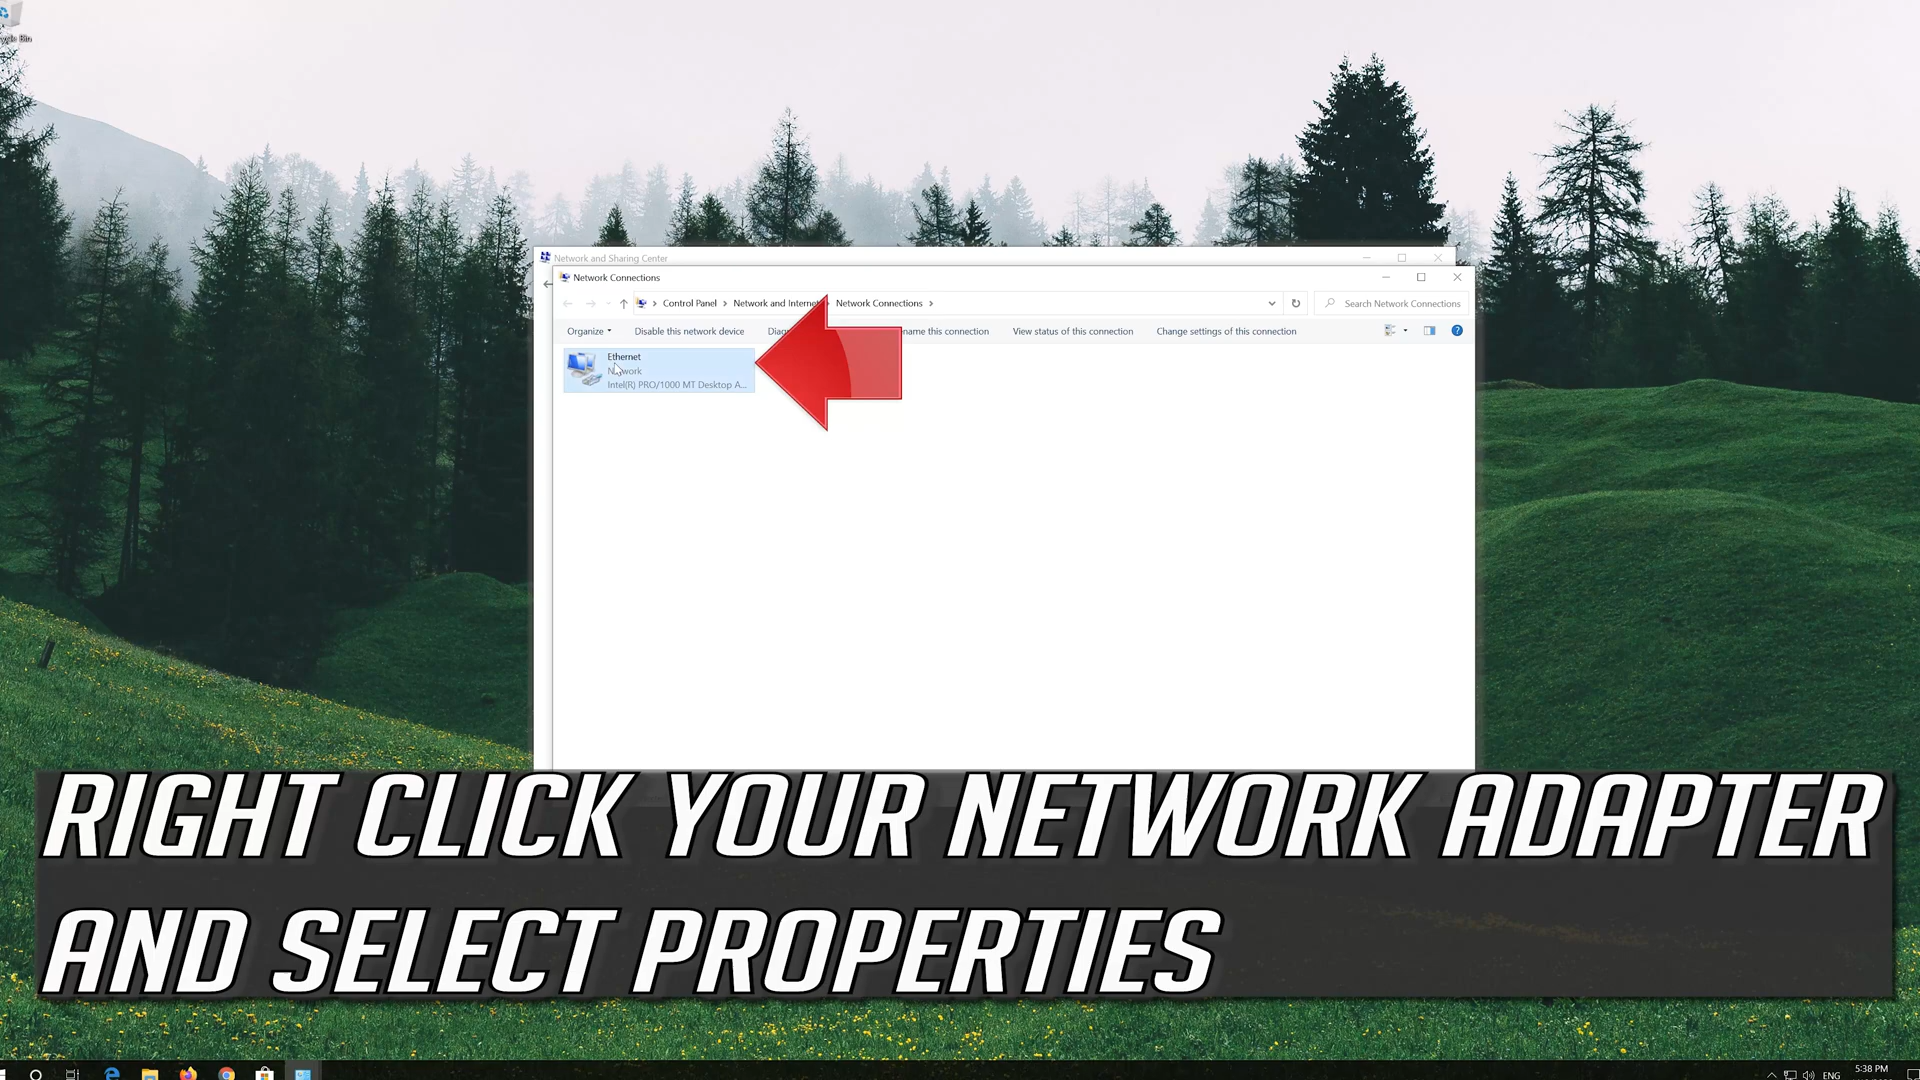 Network and Sharing Center
Network Connections
Control Panel > Network and Internet Network Connections >
Search Network Connections
Organize
Disable this network device
name this connection
View status of this connection
Change settings of this connection
Ethernet
Network
Intel(R) PRO/1000 MT Desktop A...
RIGHT CLICK YOUR NETWORK ADAPTER
AND SELECT PROPERTIES
ENG
5:38 PM